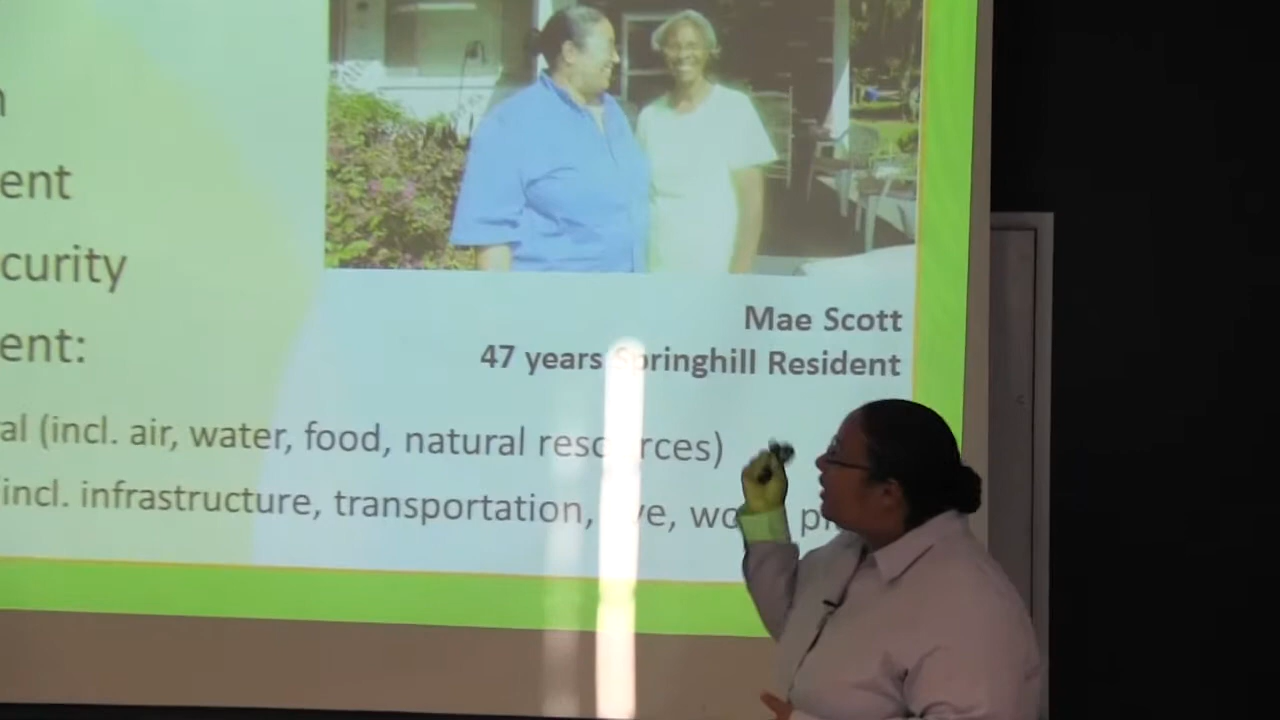 ent
curity
ent:
Mae Scott
47 years Springhill Resident
al (incl. air, water, food, natural resources)
incl. infrastructure, transportation,